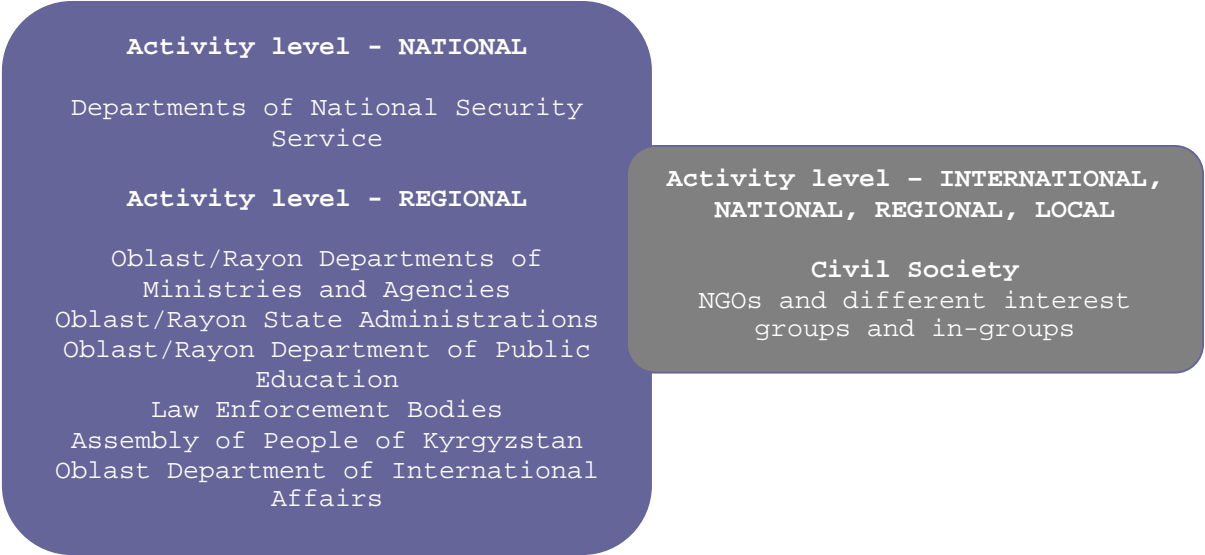 Activity level - NATIONAL
Departments of National Security
Service
Activity level - REGIONAL
Oblast/Rayon Departments of
Ministries and Agencies
Oblast/Rayon State Administrations
Oblast/Rayon Department of Public
Education
Law Enforcement Bodies
Assembly of People of Kyrgyzstan
Oblast Department of International
Affairs
Activity level – INTERNATIONAL,
NATIONAL, REGIONAL, LOCAL
Civil Society
NGOs and different interest
groups and in-groups